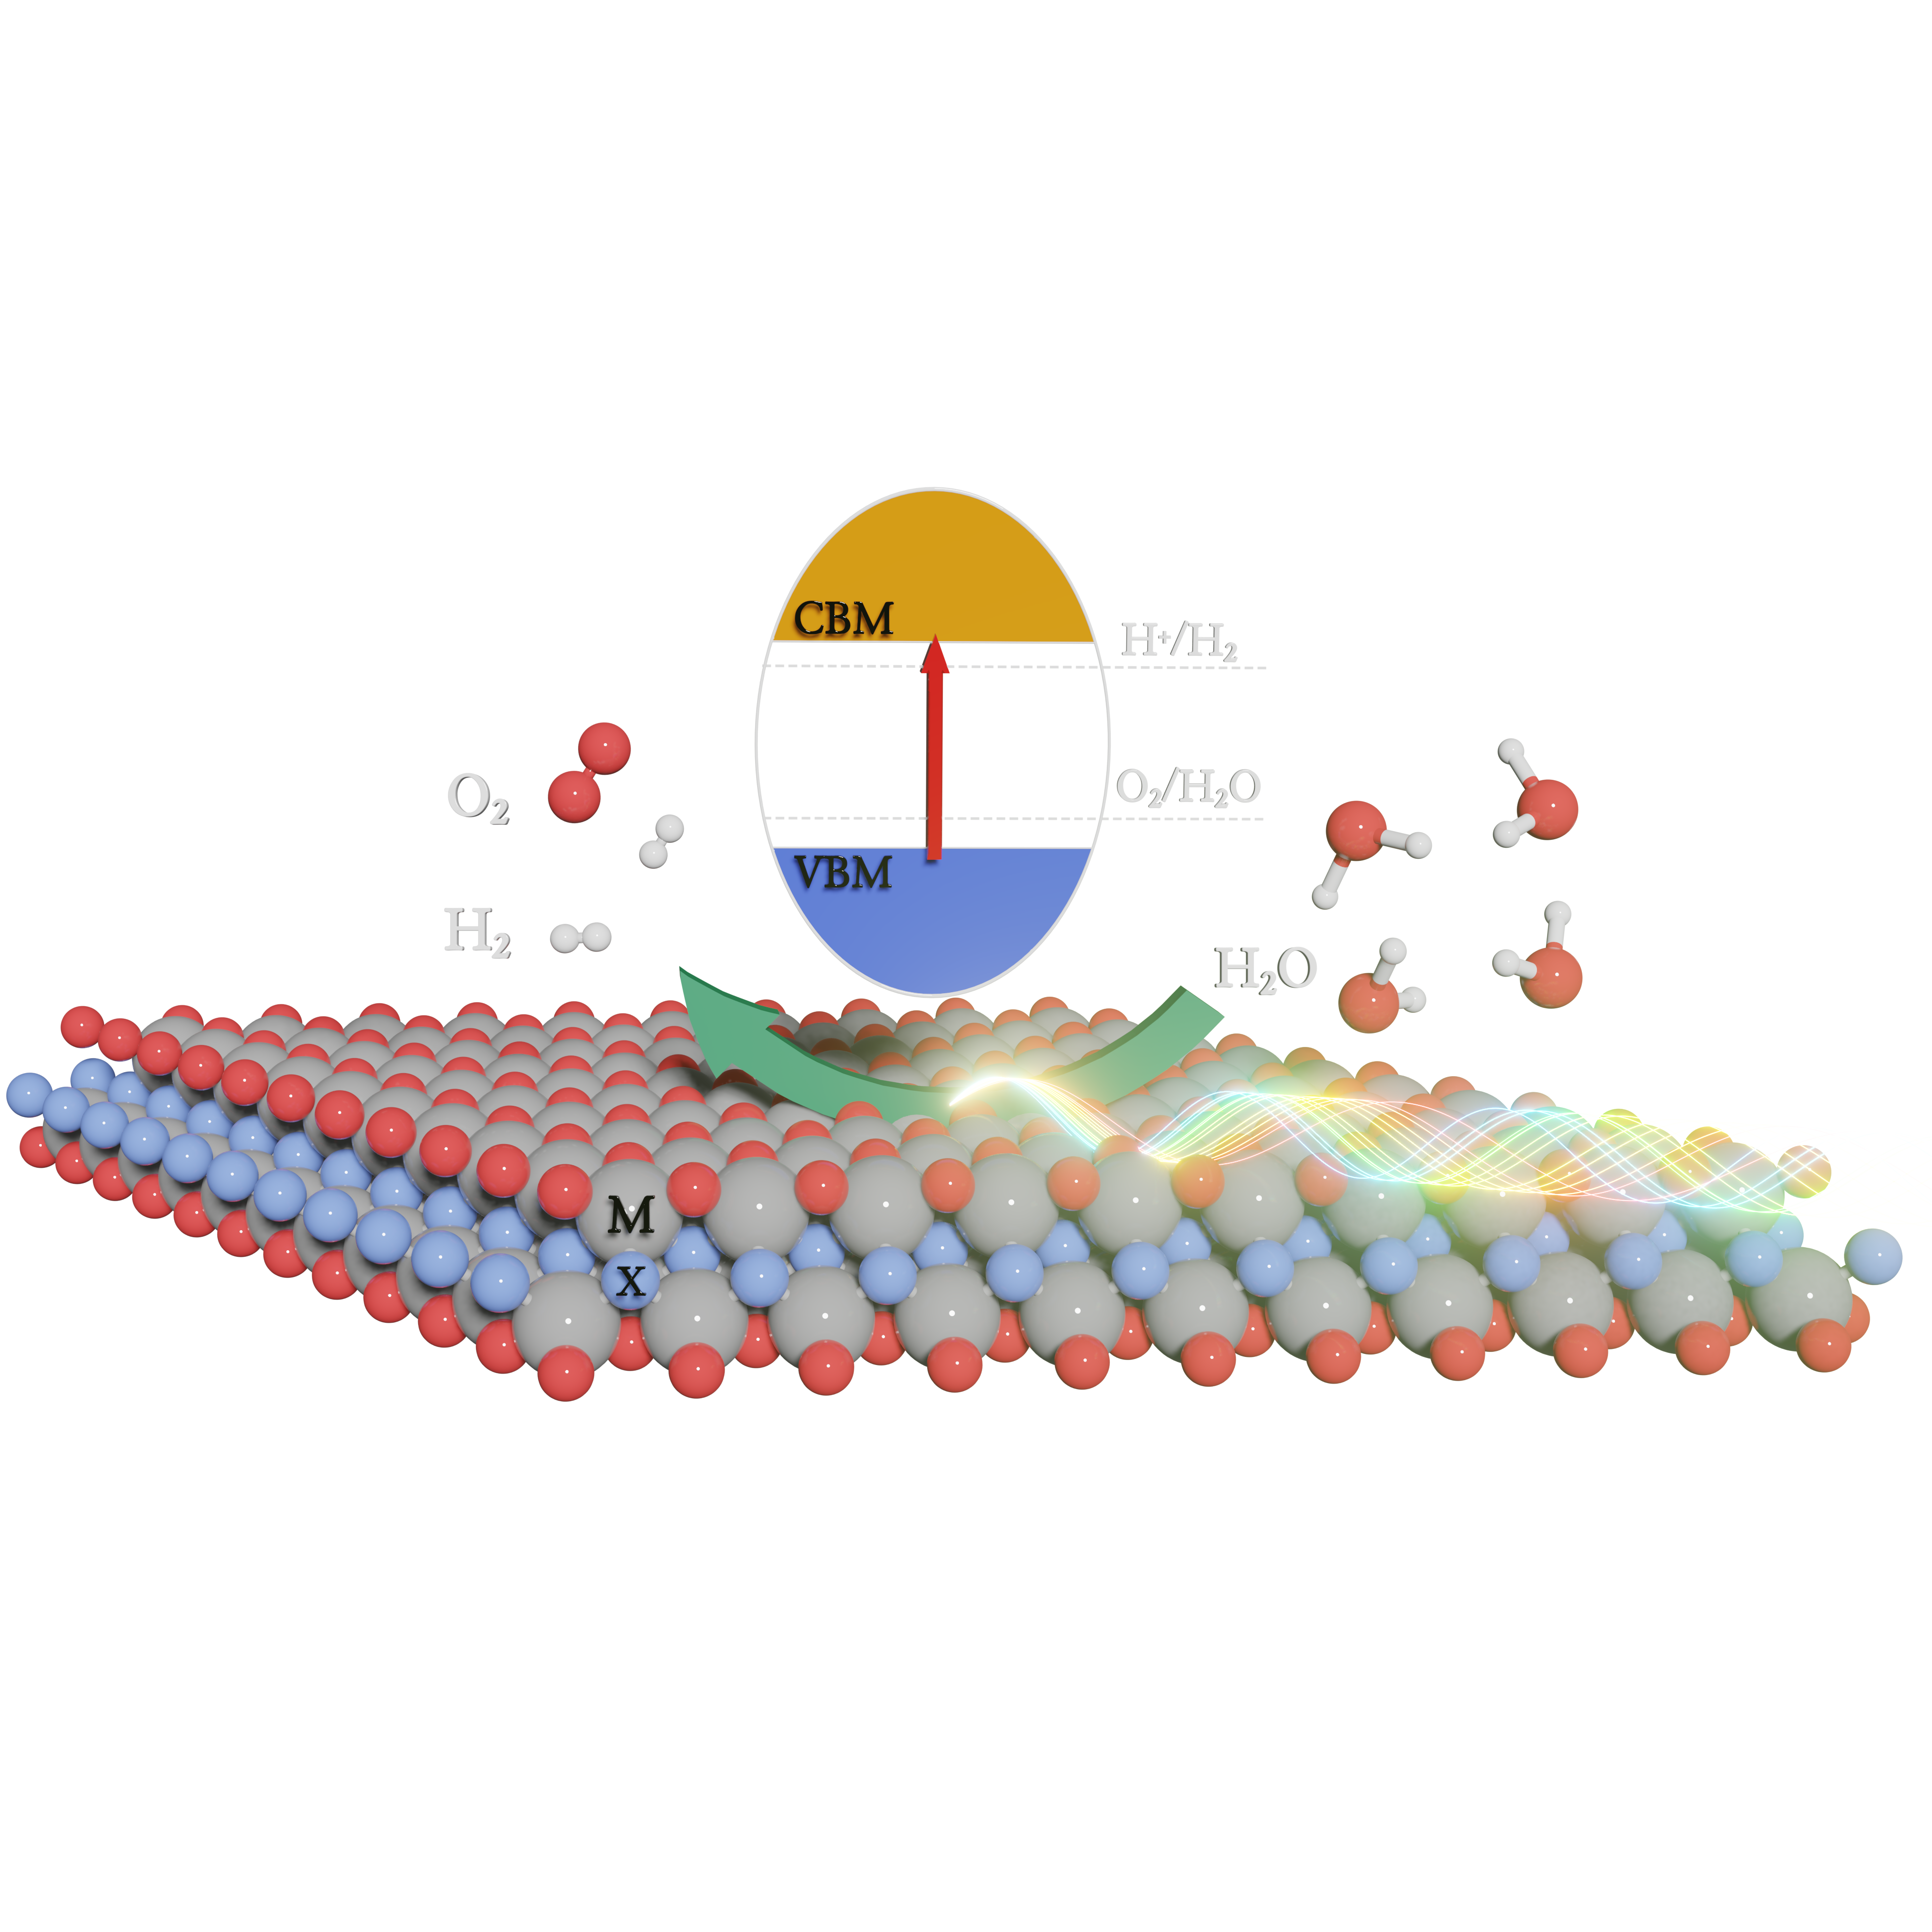 CBM
H⁺/H₂
O₂/H₂O
VBM
O₂
H₂
H₂O
M
X